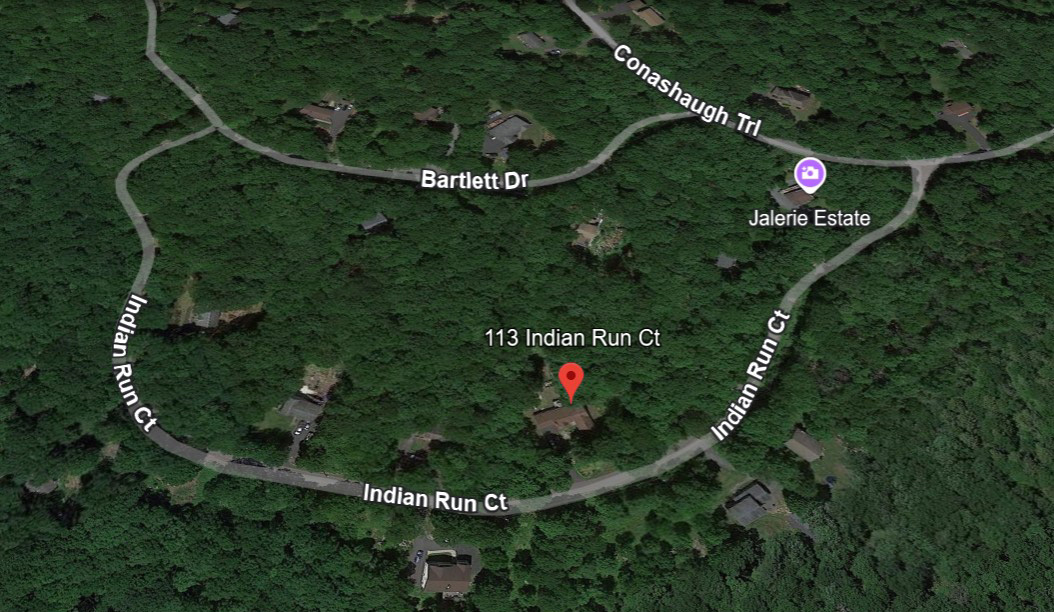 Conashaugh Trl
Bartlett Dr
Jalerie Estate
Indian Run Ct
113 Indian Run Ct
Indian Run Ct
Indian Run Ct